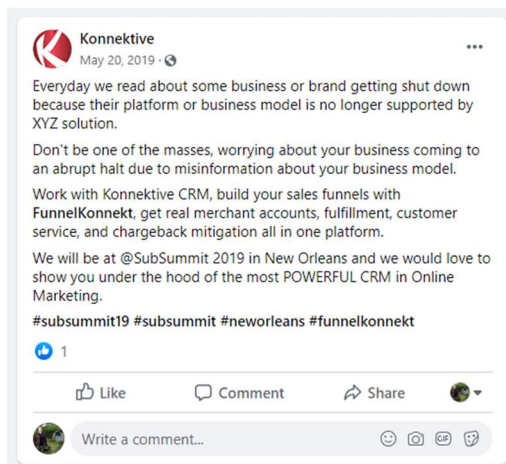 Konnektive
May 20, 2019 ·
Everyday we read about some business or brand getting shut down
because their platform or business model is no longer supported by
XYZ solution.
Don't be one of the masses, worrying about your business coming to
an abrupt halt due to misinformation about your business model.
Work with Konnektive CRM, build your sales funnels with
FunnelKonnekt, get real merchant accounts, fulfillment, customer
service, and chargeback mitigation all in one platform.
We will be at @SubSummit 2019 in New Orleans and we would love to
show you under the hood of the most POWERFUL CRM in Online
Marketing.
#subsummit19 #subsummit #neworleans #funnelkonnekt
1
Like Comment Share
Write a comment... GIF